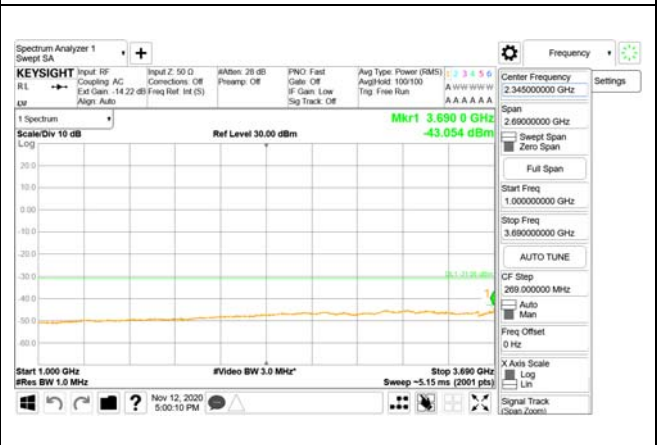 Spectrum Analyzer 1
Swept SA
+
Frequency
KEYSIGHT
RL
Input: RF
Coupling: AC
Ext Gain: -14.22 dB
Align: Auto
Input Z: 50 Ω
Corrections: Off
Freq Ref: Int (S)
#Atten: 28 dB
Preamp: Off
PNO: Fast
Gate: Off
IF Gain: Low
Sig Track: Off
Avg Type: Power (RMS)
Avg|Hold: 100/100
Trig: Free Run
1 2 3 4 5 6
A W W W W W
A A A A A A
1 Spectrum
Scale/Div 10 dB
Ref Level 30.00 dBm
Mkr1 3.690 0 GHz
-43.054 dBm
Log
20.0
10.0
0.00
-10.0
-20.0
-30.0
-40.0
-50.0
-60.0
1
Start 1.000 GHz
#Res BW 1.0 MHz
#Video BW 3.0 MHz*
Stop 3.690 GHz
Sweep ~5.15 ms (2001 pts)
Center Frequency
2.345000000 GHz
Settings
Span
2.69000000 GHz
Swept Span
Zero Span
Full Span
Start Freq
1.000000000 GHz
Stop Freq
3.690000000 GHz
AUTO TUNE
CF Step
269.000000 MHz
Auto
Man
Freq Offset
0 Hz
X Axis Scale
Log
Lin
Signal Track
(Span Zoom)
?
Nov 12, 2020
5:00:10 PM